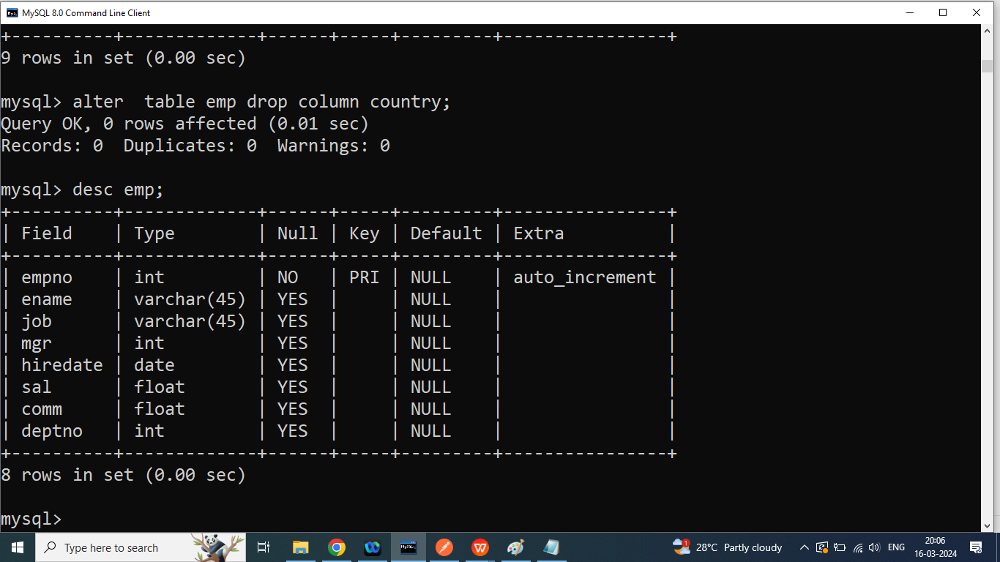 MySQL 8.0 Command Line Client
+----------+-------------+------+-----+---------+----------------+
9 rows in set (0.00 sec)
mysql> alter  table emp drop column country;
Query OK, 0 rows affected (0.01 sec)
Records: 0  Duplicates: 0  Warnings: 0
mysql> desc emp;
+----------+-------------+------+-----+---------+----------------+
| Field    | Type        | Null | Key | Default | Extra          |
+----------+-------------+------+-----+---------+----------------+
| empno    | int         | NO   | PRI | NULL    | auto_increment |
| ename    | varchar(45) | YES  |     | NULL    |                |
| job      | varchar(45) | YES  |     | NULL    |                |
| mgr      | int         | YES  |     | NULL    |                |
| hiredate | date        | YES  |     | NULL    |                |
| sal      | float       | YES  |     | NULL    |                |
| comm     | float       | YES  |     | NULL    |                |
| deptno   | int         | YES  |     | NULL    |                |
+----------+-------------+------+-----+---------+----------------+
8 rows in set (0.00 sec)
mysql>
Type here to search
1
28°C  Partly cloudy
ENG
20:06
16-03-2024